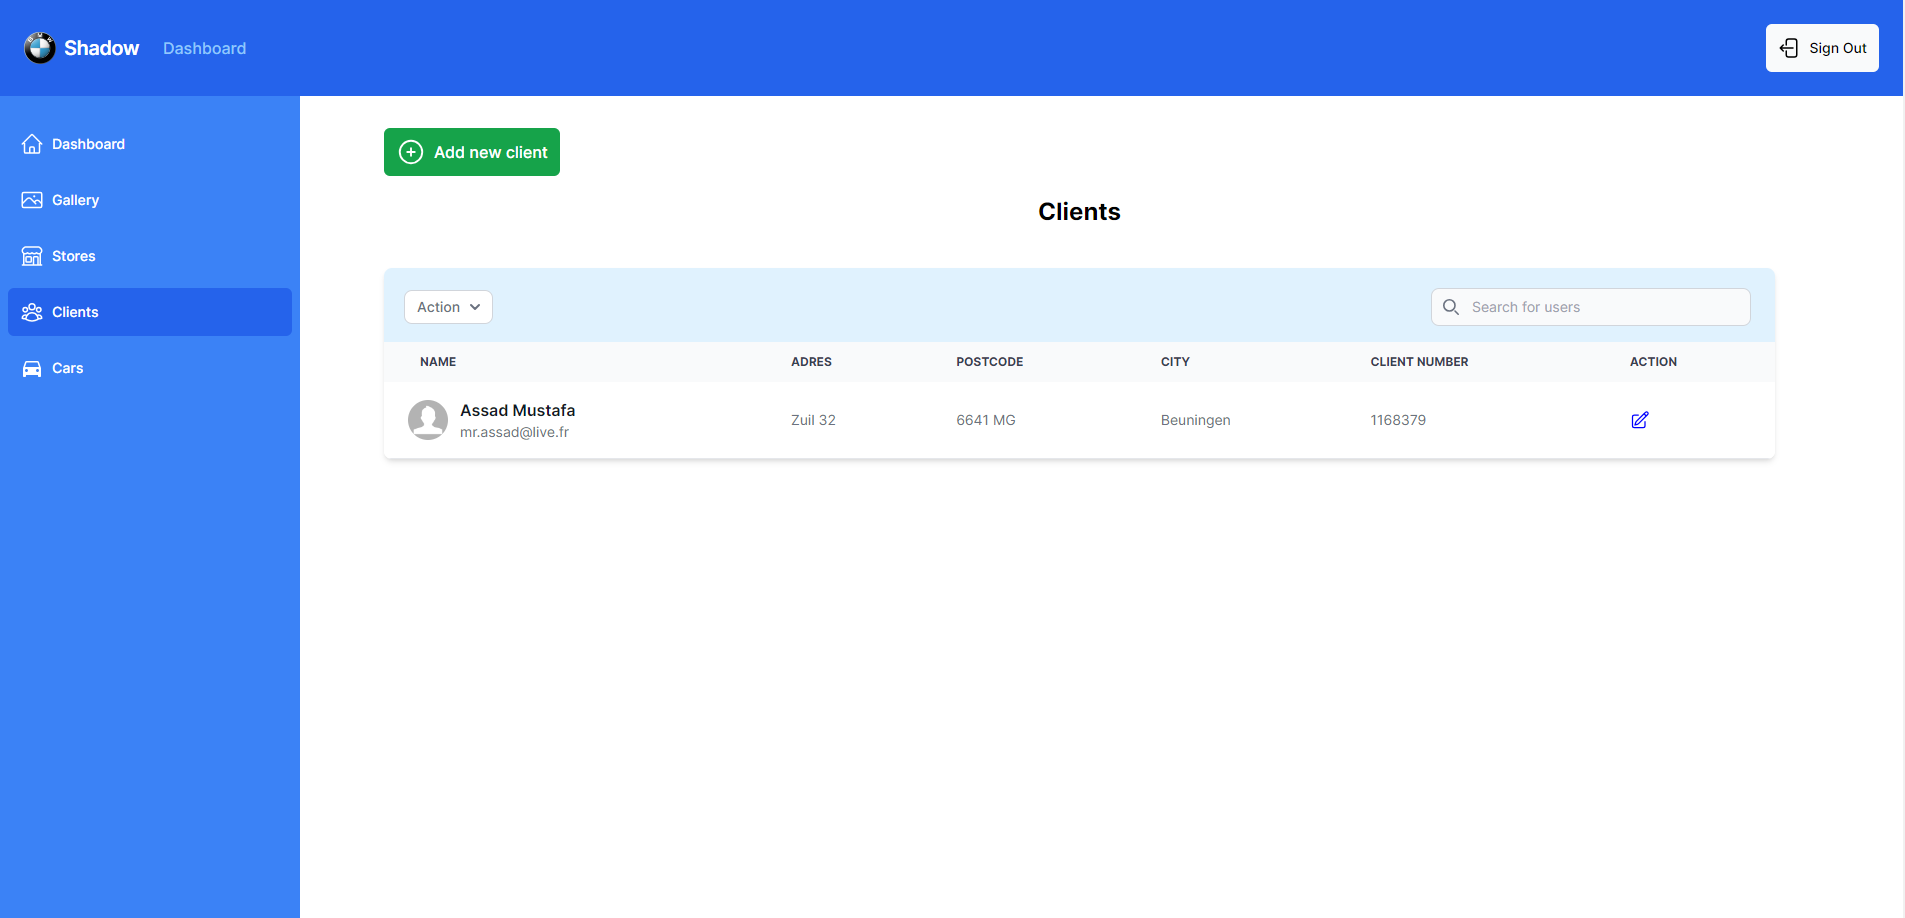 Shadow Dashboard
Sign Out
Dashboard
Gallery
Stores
Clients
Cars
Add new client
Clients
Action
Search for users
NAME ADRES POSTCODE CITY CLIENT NUMBER ACTION
Assad Mustafa
mr.assad@live.fr
Zuil 32 6641 MG Beuningen 1168379